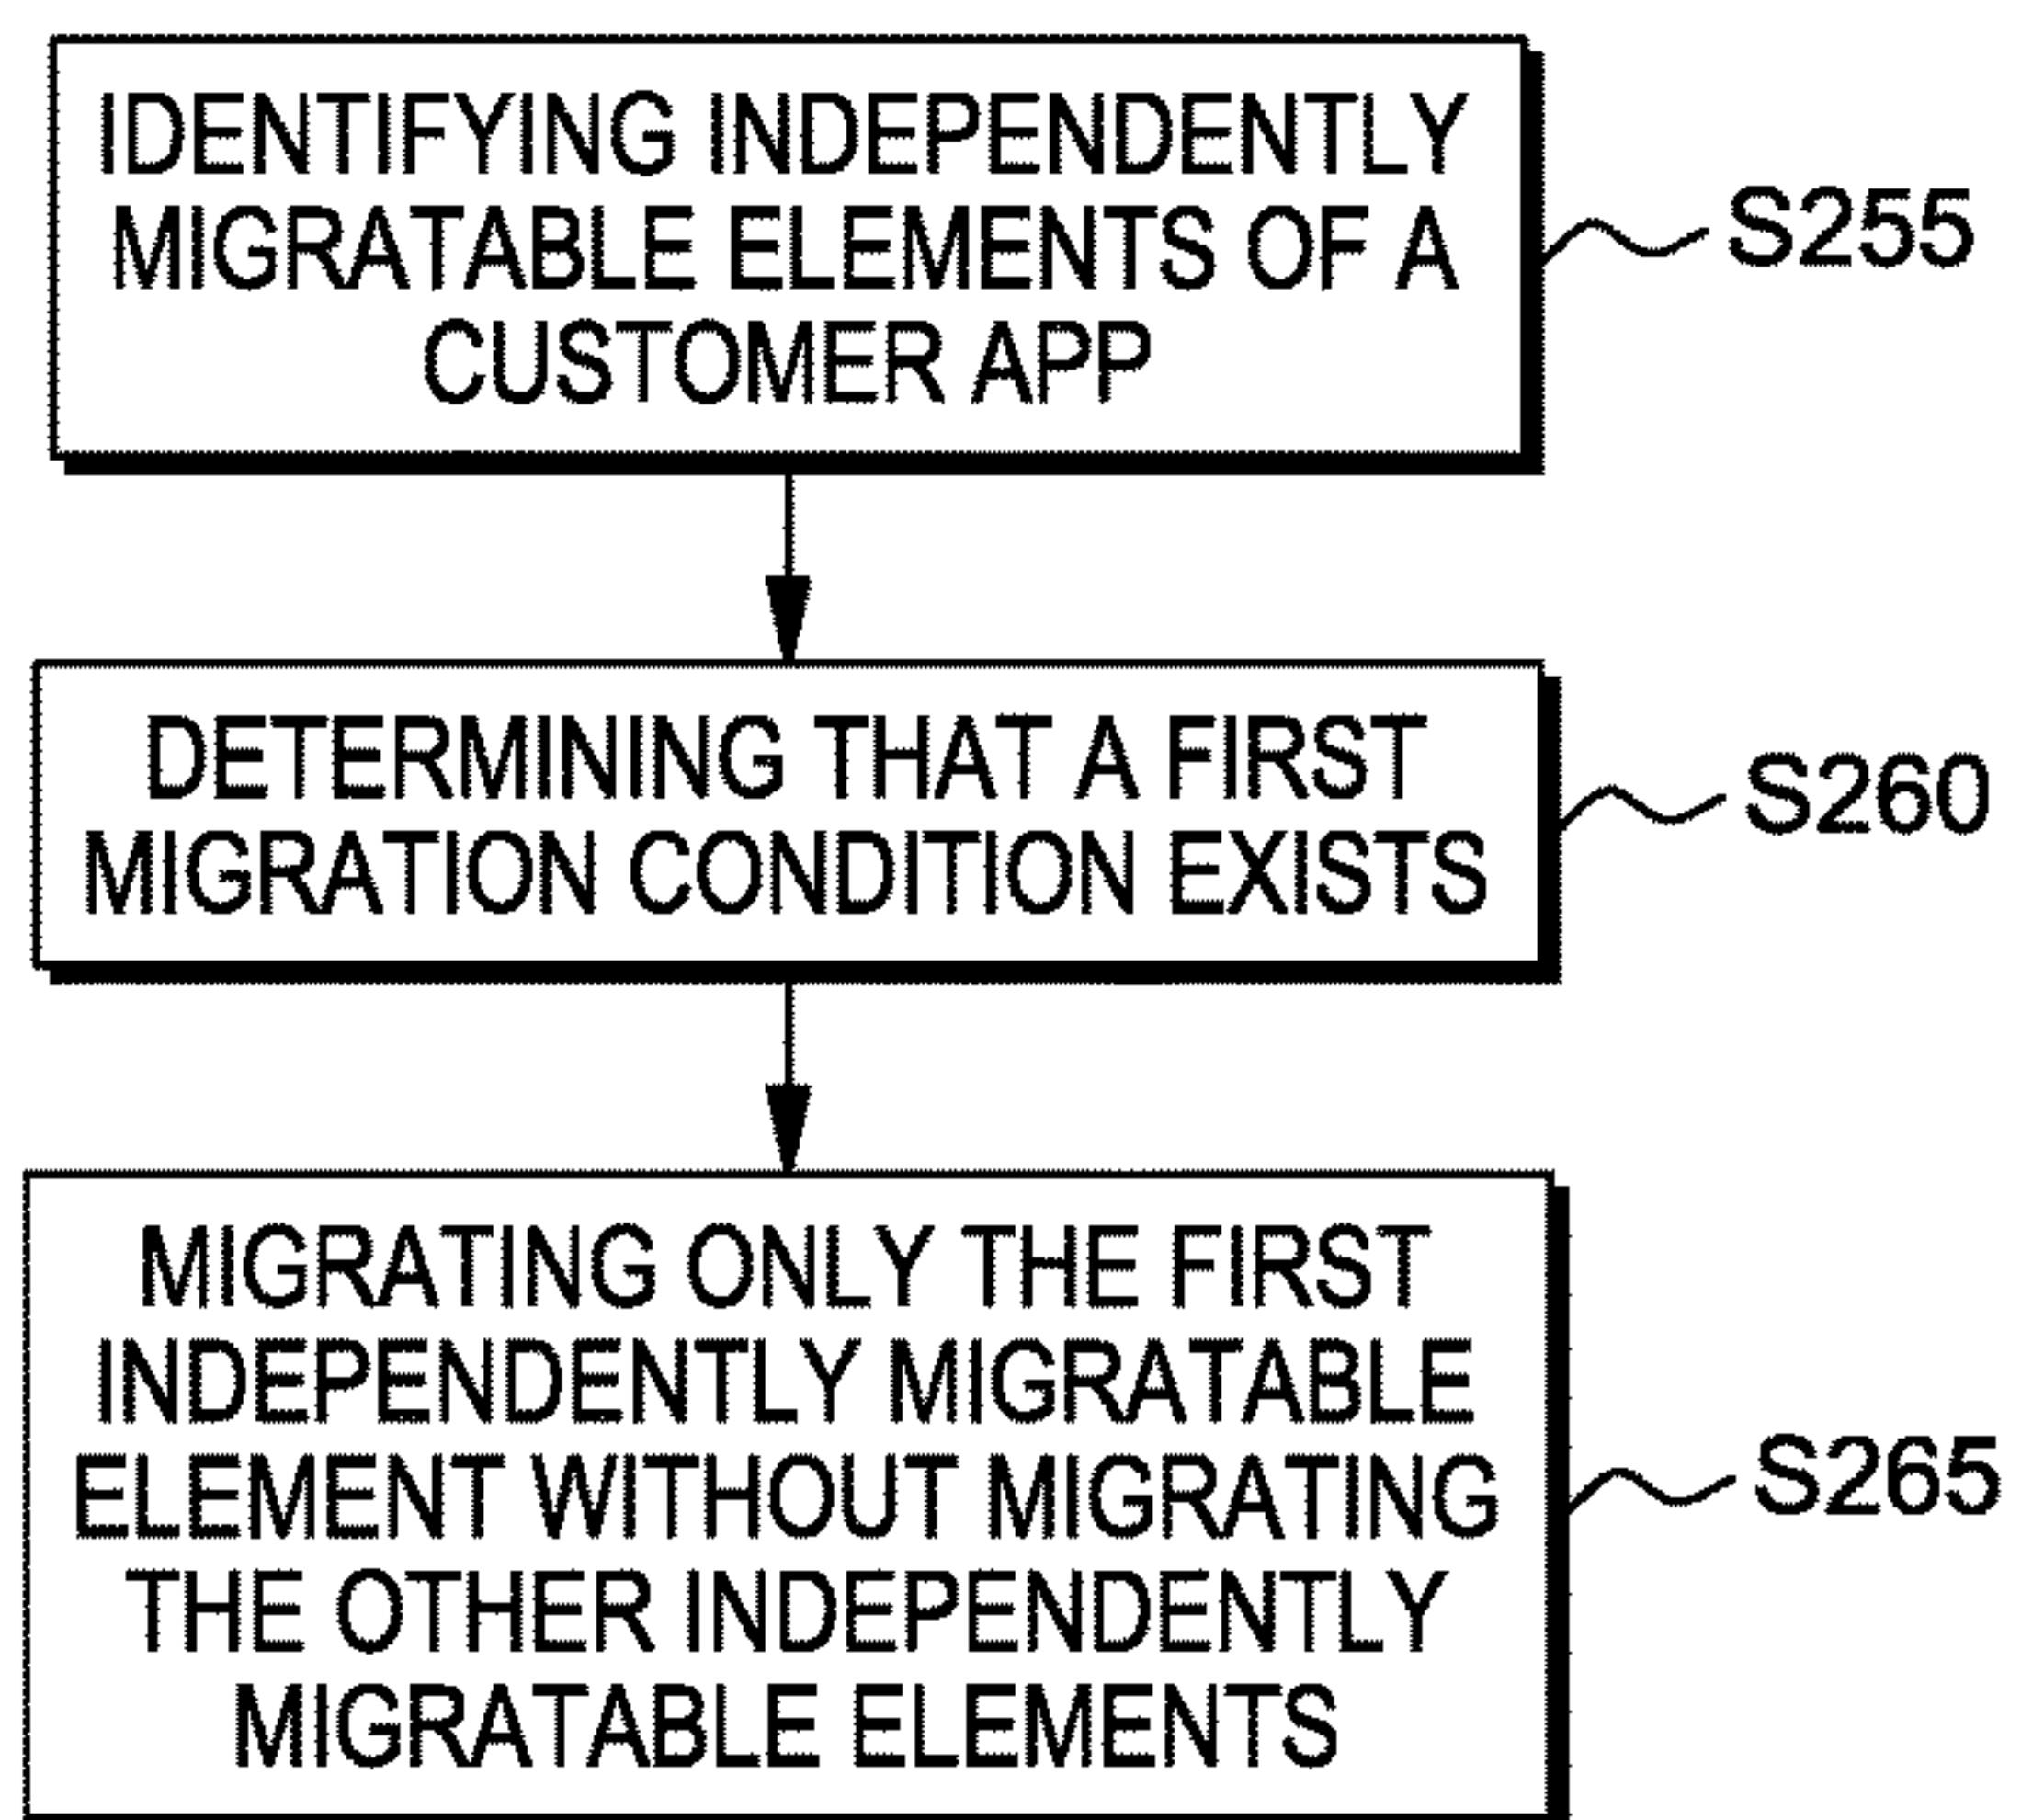 IDENTIFYING INDEPENDENTLY
MIGRATABLE ELEMENTS OF A
CUSTOMER APP
S255
DETERMINING THAT A FIRST
MIGRATION CONDITION EXISTS
S260
MIGRATING ONLY THE FIRST
INDEPENDENTLY MIGRATABLE
ELEMENT WITHOUT MIGRATING
THE OTHER INDEPENDENTLY
MIGRATABLE ELEMENTS
S265